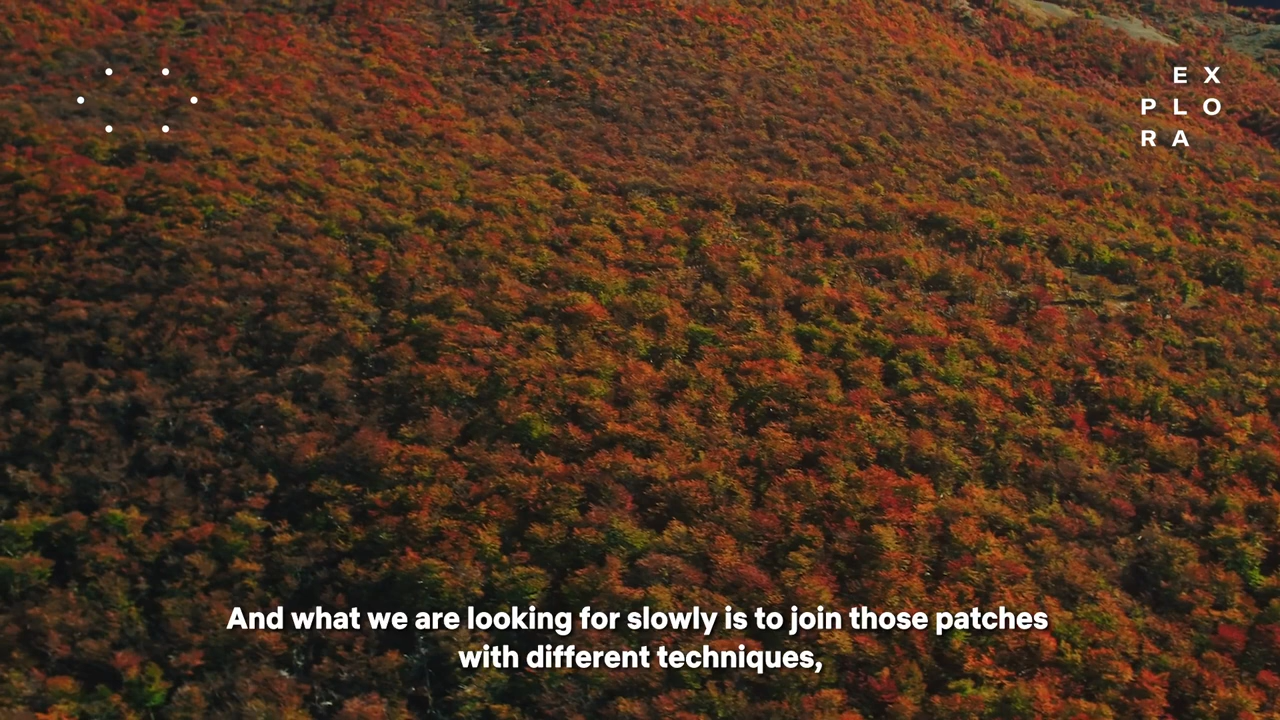 E X
P L O
R A
And what we are looking for slowly is to join those patches
with different techniques,